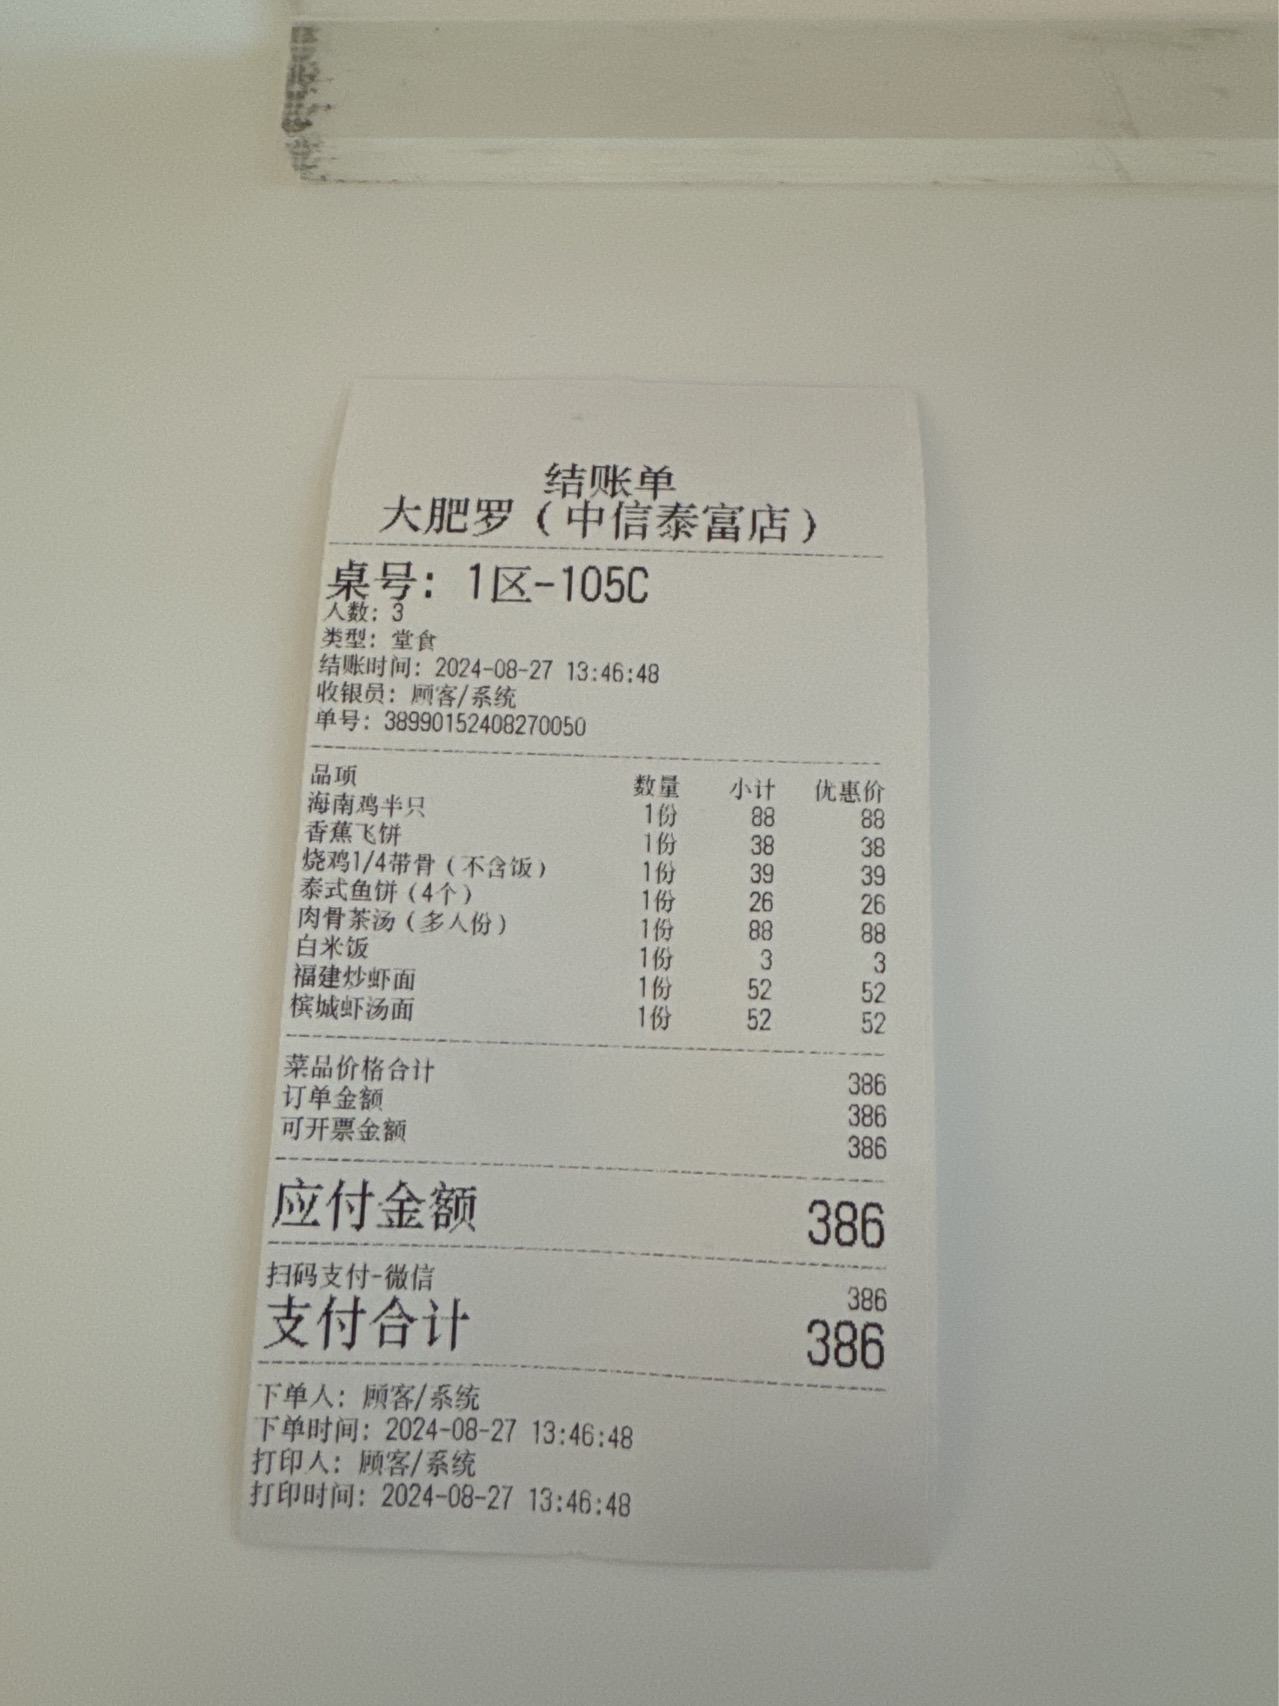 结账单
大肥罗（中信泰富店）
桌号：1区-105C
人数：3
类型：堂食
结账时间：2024-08-27 13:46:48
收银员：顾客/系统
单号：38990152408270050
品项 数量 小计 优惠价
海南鸡半只 1份 88 88
香蕉飞饼 1份 38 38
烧鸡1/4带骨（不含饭） 1份 39 39
泰式鱼饼（4个） 1份 26 26
肉骨茶汤（多人份） 1份 88 88
白米饭 1份 3 3
福建炒虾面 1份 52 52
槟城虾汤面 1份 52 52
菜品价格合计 386
订单金额 386
可开票金额 386
应付金额 386
扫码支付-微信 386
支付合计 386
下单人：顾客/系统
下单时间：2024-08-27 13:46:48
打印人：顾客/系统
打印时间：2024-08-27 13:46:48